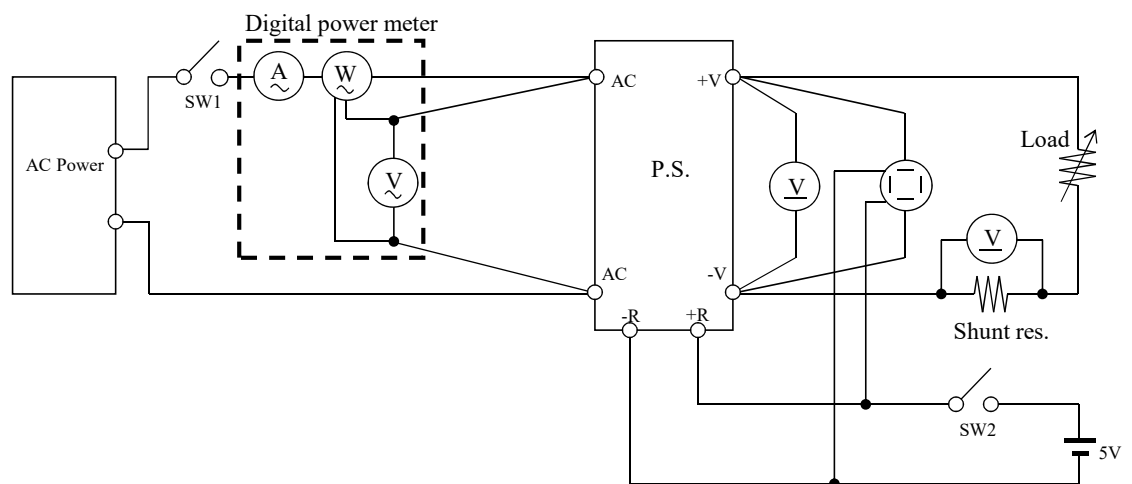 Digital power meter
A
W
SW1
AC
+V
Load
AC Power
P.S.
V
V
V
AC
-V
-R
+R
Shunt res.
SW2
5V